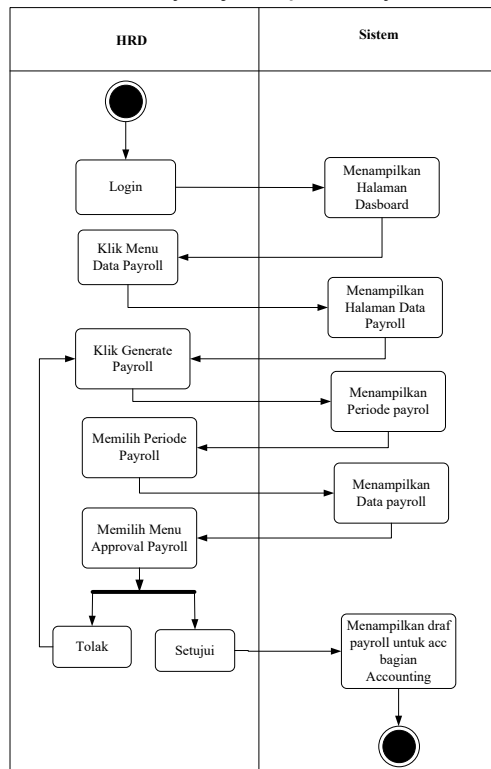 HRD
Sistem
Login
Menampilkan
Halaman
Dasboard
Klik Menu
Data Payroll
Menampilkan
Halaman Data
Payroll
Klik Generate
Payroll
Menampilkan
Periode payrol
Memilih Periode
Payroll
Menampilkan
Data payroll
Memilih Menu
Approval Payroll
Tolak
Setujui
Menampilkan draf
payroll untuk acc
bagian
Accounting